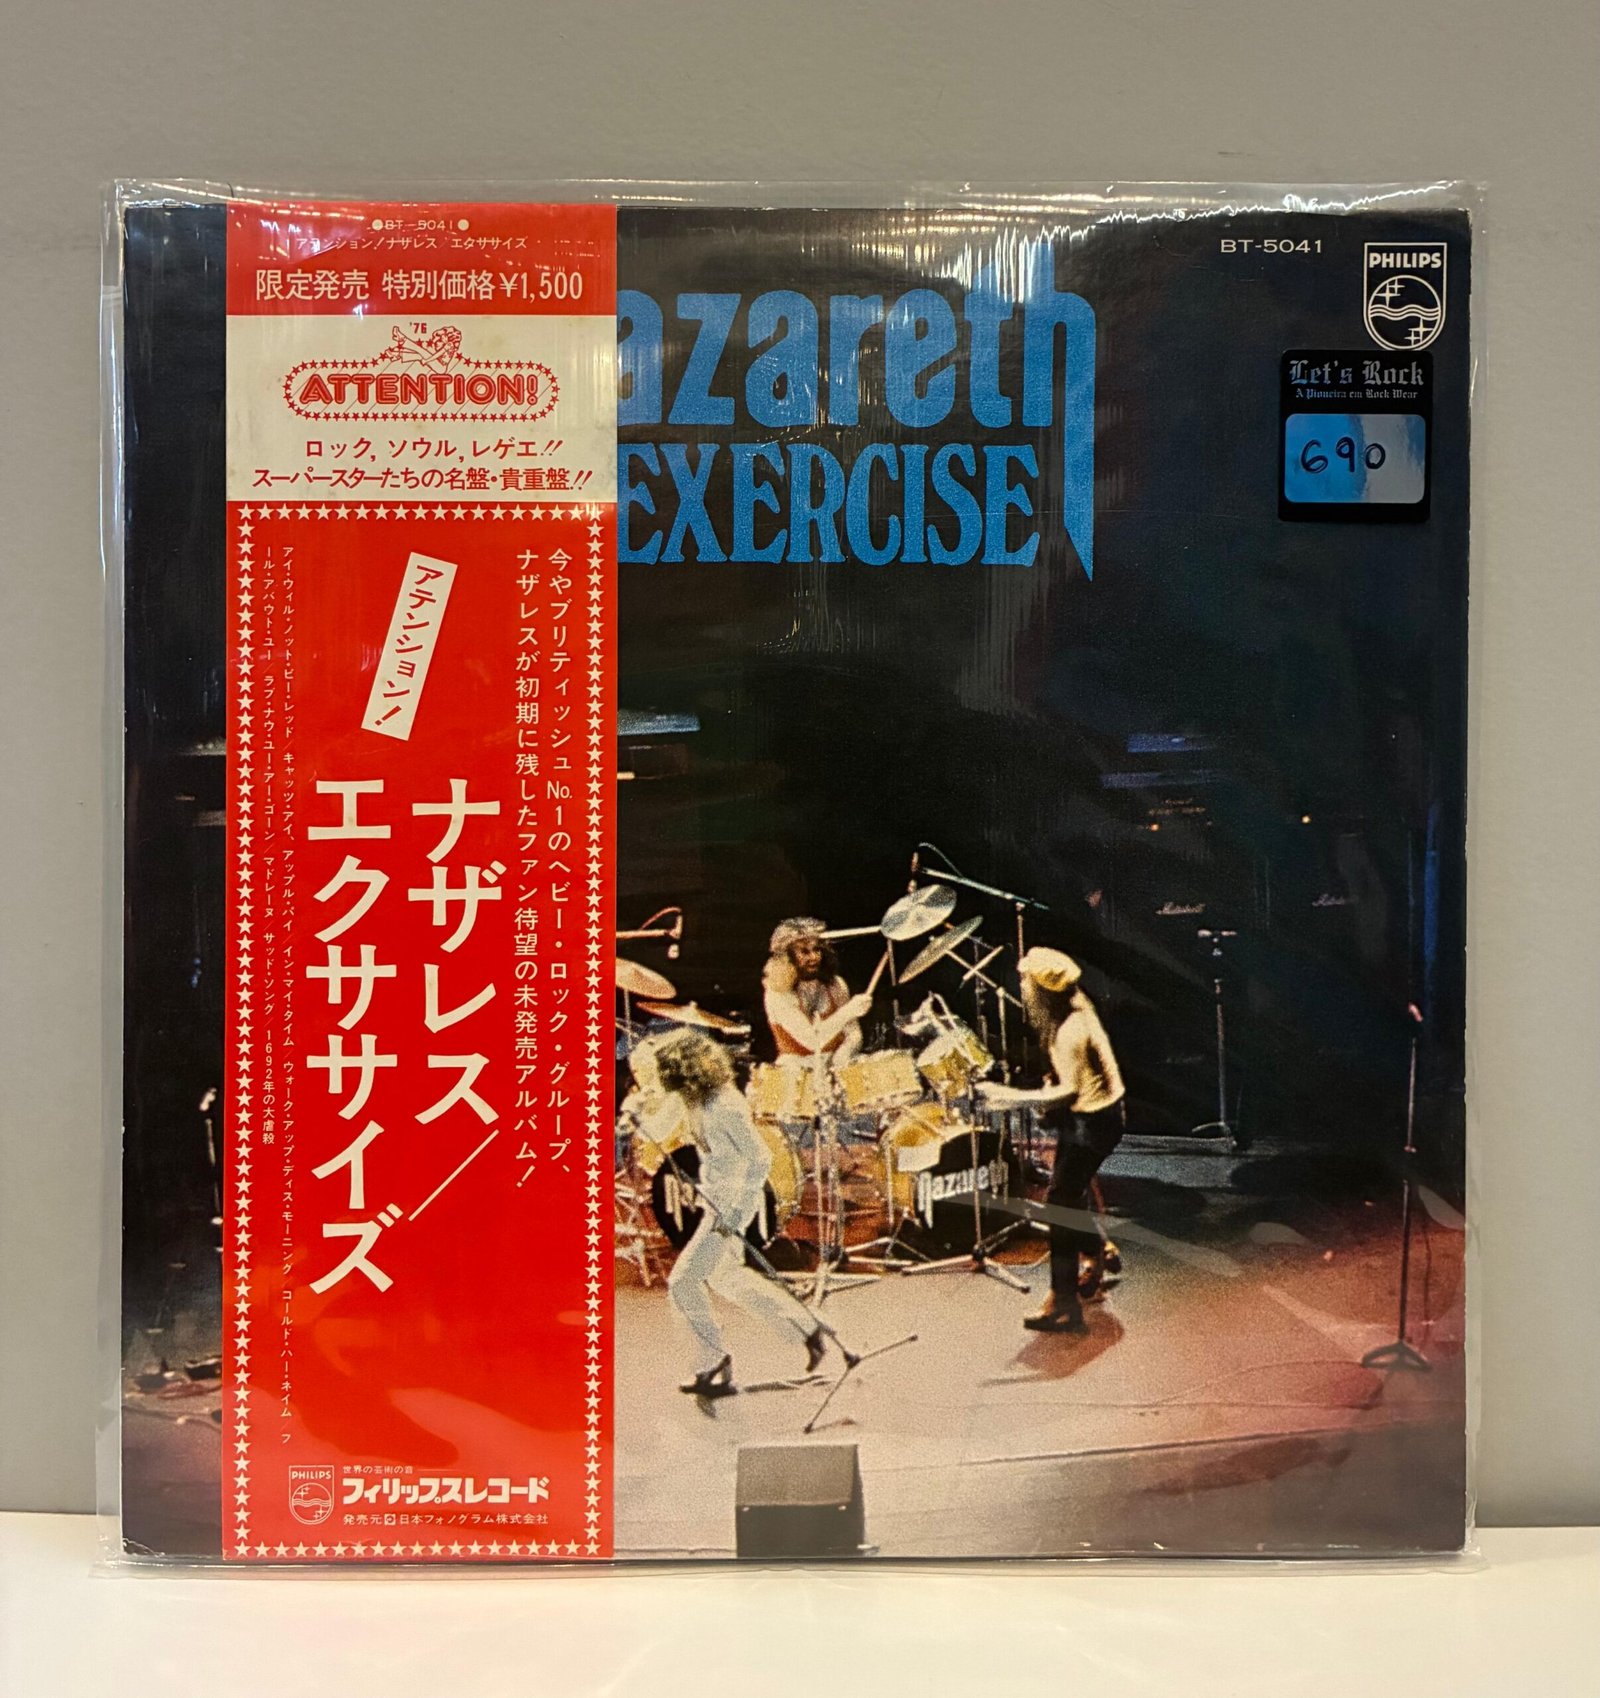 ●BT-5041●
アテンション!ナザレス/エクササイズ
限定発売 特別価格¥1,500
'76
ATTENTION!
ロック, ソウル, レゲエ!!
スーパースターたちの名盤・貴重盤!!
今やブリティッシュNo.1のヘビー・ロック・グループ、
ナザレスが初期に残したファン待望の未発売アルバム!
アテンション!
ナザレス/
エクササイズ
アイ・ウィル・ノット・ビー・レッド/キャッツ・アイ、アップル・パイ/イン・マイ・タイム/ウォーク・アップ・ディス・モーニング/コールド・ハー・ネイム/フ
ール・アバウト・ユー/ラブ・ナウ・ユー・アー・ゴーン/マドレーヌ/サッド・ソング/1692年の大虐殺
PHILIPS
世界の芸術の音
フィリップスレコード
発売元 日本フォノグラム株式会社
BT-5041
PHILIPS
azareth
EXERCISE
Let's Rock
A Pioneira em Rock Wear
690
nazareth
Marshall